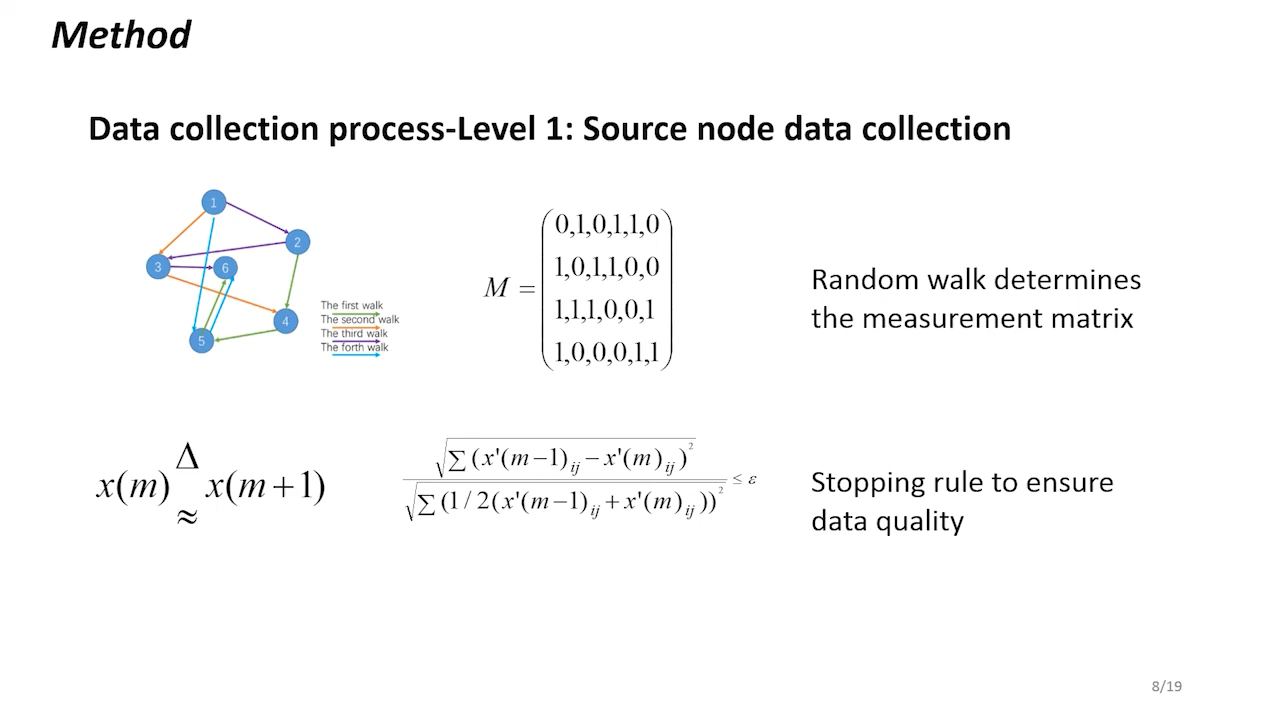 Method
Data collection process-Level 1: Source node data collection
1
2
3
6
4
5
The first walk
The second walk
The third walk
The forth walk
M =
0,1,0,1,1,0
1,0,1,1,0,0
1,1,1,0,0,1
1,0,0,0,1,1
Random walk determines
the measurement matrix
x(m) Δ ≈ x(m+1)
√∑(x'(m−1)ij − x'(m)ij)²
√∑(1/2(x'(m−1)ij + x'(m)ij))² ≤ ε
Stopping rule to ensure
data quality
8/19